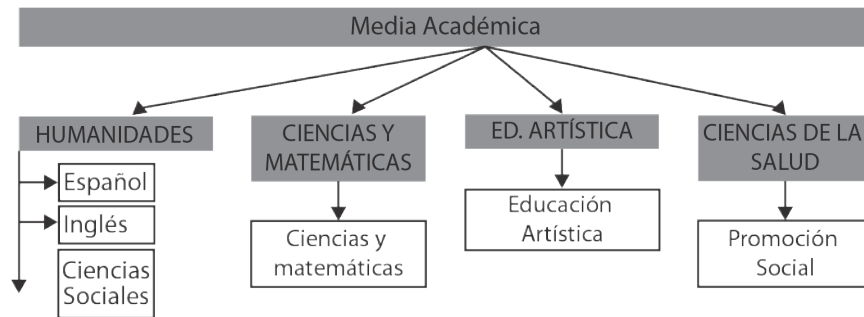 Media Académica
HUMANIDADES
Español
Inglés
Ciencias
Sociales
CIENCIAS Y
MATEMÁTICAS
Ciencias y
matemáticas
ED. ARTÍSTICA
Educación
Artística
CIENCIAS DE LA
SALUD
Promoción
Social